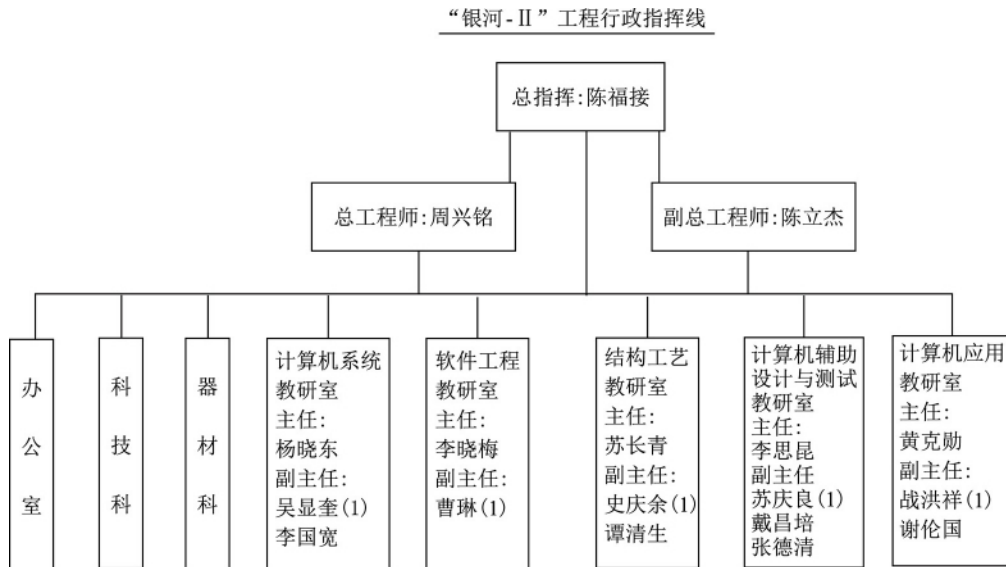 “银河-II”工程行政指挥线
总指挥:陈福接
总工程师:周兴铭
副总工程师:陈立杰
办公室
科技科
器材科
计算机系统
教研室
主任:
杨晓东
副主任:
吴显奎(1)
李国宽
软件工程
教研室
主任:
李晓梅
副主任:
曹琳(1)
结构工艺
教研室
主任:
苏长青
副主任:
史庆余(1)
谭清生
计算机辅助
设计与测试
教研室
主任:
李思昆
副主任
苏庆良(1)
戴昌培
张德清
计算机应用
教研室
主任:
黄克勋
副主任:
战洪祥(1)
谢伦国